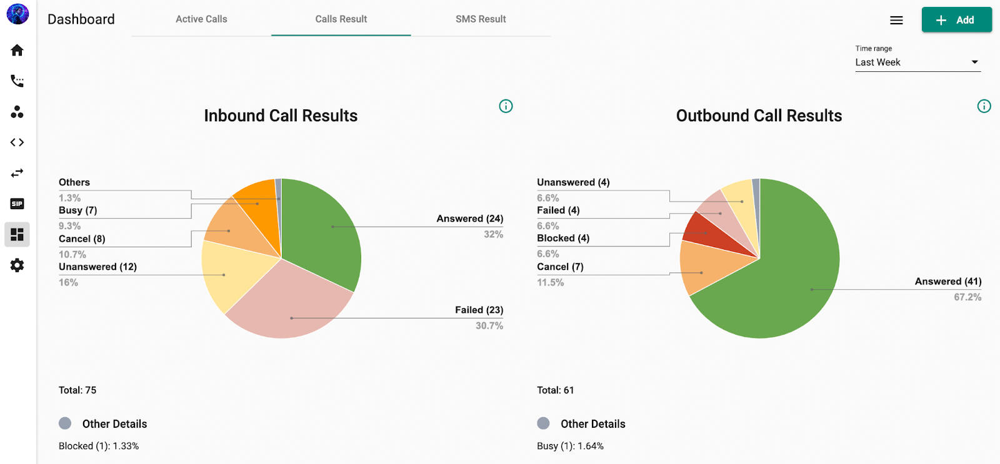 Dashboard
Active Calls
Calls Result
SMS Result
Add
Time range
Last Week
SIP
Inbound Call Results
Others
1.3%
Busy (7)
9.3%
Cancel (8)
10.7%
Unanswered (12)
16%
Answered (24)
32%
Failed (23)
30.7%
Total: 75
Other Details
Blocked (1): 1.33%
Outbound Call Results
Unanswered (4)
6.6%
Failed (4)
6.6%
Blocked (4)
6.6%
Cancel (7)
11.5%
Answered (41)
67.2%
Total: 61
Other Details
Busy (1): 1.64%